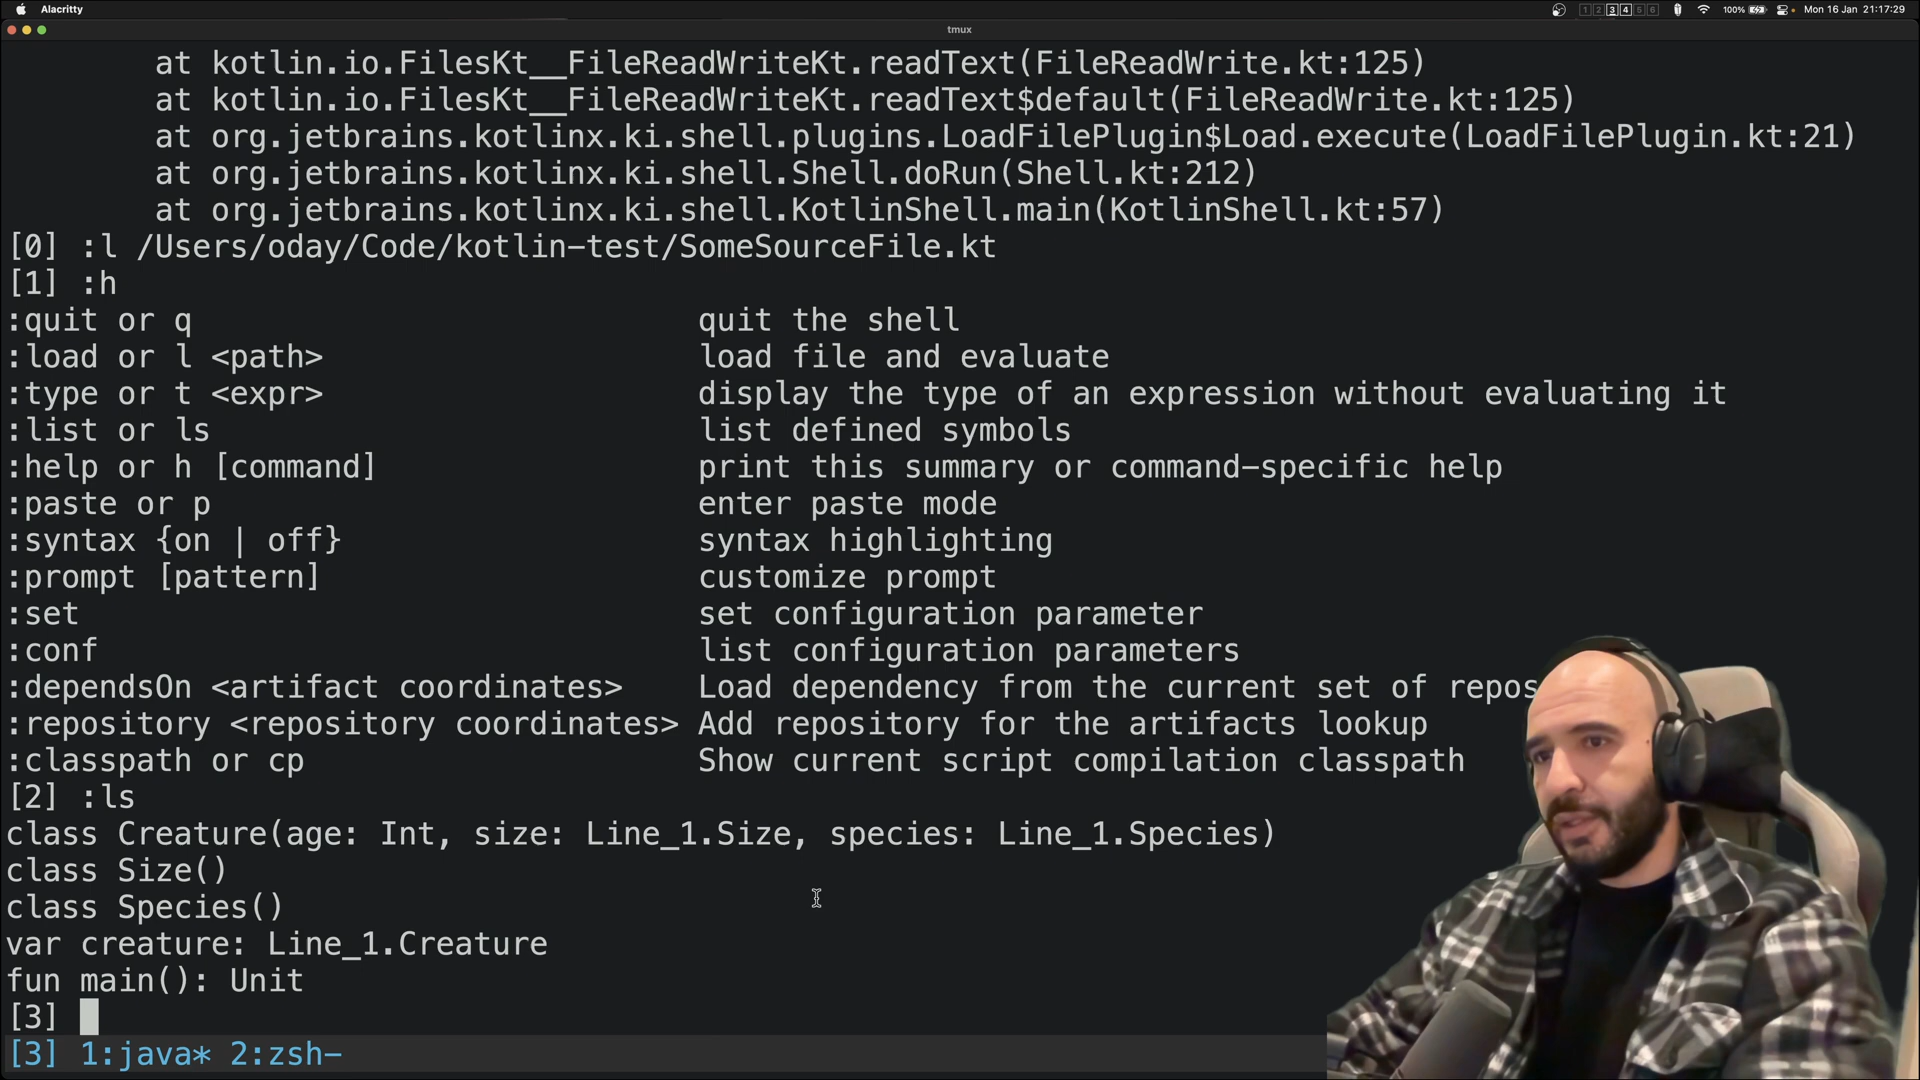 Alacritty
1 2 3 4 5 6 100% Mon 16 Jan 21:17:29
tmux
at kotlin.io.FilesKt__FileReadWriteKt.readText(FileReadWrite.kt:125)
at kotlin.io.FilesKt__FileReadWriteKt.readText$default(FileReadWrite.kt:125)
at org.jetbrains.kotlinx.ki.shell.plugins.LoadFilePlugin$Load.execute(LoadFilePlugin.kt:21)
at org.jetbrains.kotlinx.ki.shell.Shell.doRun(Shell.kt:212)
at org.jetbrains.kotlinx.ki.shell.KotlinShell.main(KotlinShell.kt:57)
[0] :l /Users/oday/Code/kotlin-test/SomeSourceFile.kt
[1] :h
:quit or q quit the shell
:load or l <path> load file and evaluate
:type or t <expr> display the type of an expression without evaluating it
:list or ls list defined symbols
:help or h [command] print this summary or command-specific help
:paste or p enter paste mode
:syntax {on | off} syntax highlighting
:prompt [pattern] customize prompt
:set set configuration parameter
:conf list configuration parameters
:dependsOn <artifact coordinates> Load dependency from the current set of repos
:repository <repository coordinates> Add repository for the artifacts lookup
:classpath or cp Show current script compilation classpath
[2] :ls
class Creature(age: Int, size: Line_1.Size, species: Line_1.Species)
class Size()
class Species()
var creature: Line_1.Creature
fun main(): Unit
[3]
[3] 1:java* 2:zsh-